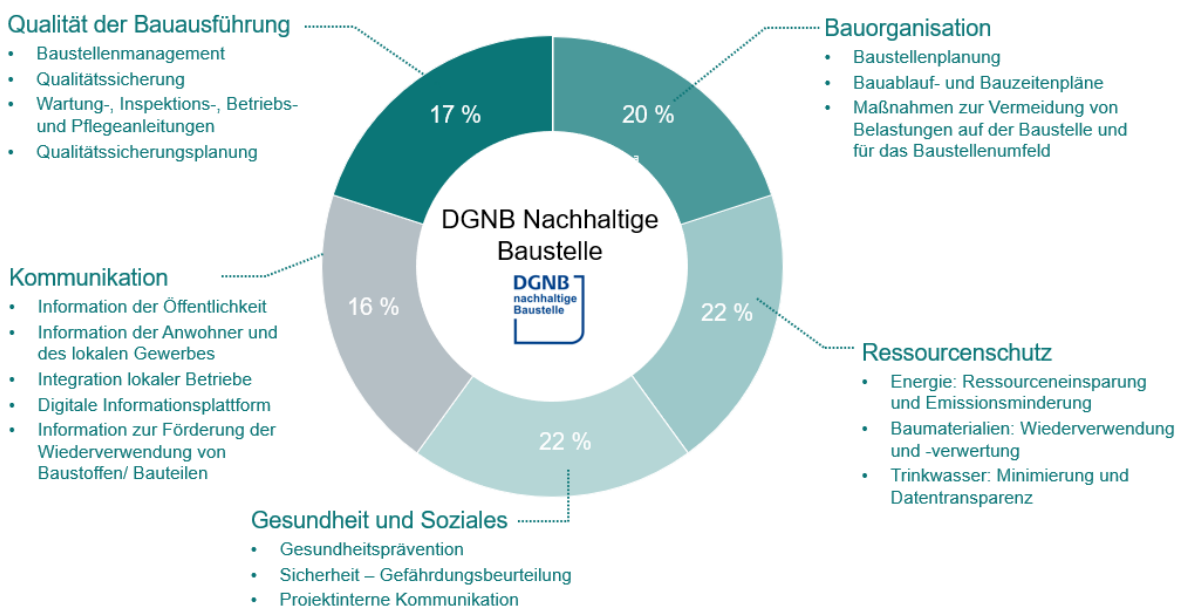 Qualität der Bauausführung
• Baustellenmanagement
• Qualitätssicherung
• Wartung-, Inspektions-, Betriebs-
und Pflegeanleitungen
• Qualitätssicherungsplanung
Bauorganisation
• Baustellenplanung
• Bauablauf- und Bauzeitenpläne
• Maßnahmen zur Vermeidung von
Belastungen auf der Baustelle und
für das Baustellenumfeld
17 %
20 %
DGNB Nachhaltige
Baustelle
DGNB
nachhaltige
Baustelle
Kommunikation
• Information der Öffentlichkeit
• Information der Anwohner und
des lokalen Gewerbes
• Integration lokaler Betriebe
• Digitale Informationsplattform
• Information zur Förderung der
Wiederverwendung von
Baustoffen/ Bauteilen
16 %
22 %
Ressourcenschutz
• Energie: Ressourceneinsparung
und Emissionsminderung
• Baumaterialien: Wiederverwendung
und -verwertung
• Trinkwasser: Minimierung und
Datentransparenz
22 %
Gesundheit und Soziales
• Gesundheitsprävention
• Sicherheit – Gefährdungsbeurteilung
• Projektinterne Kommunikation